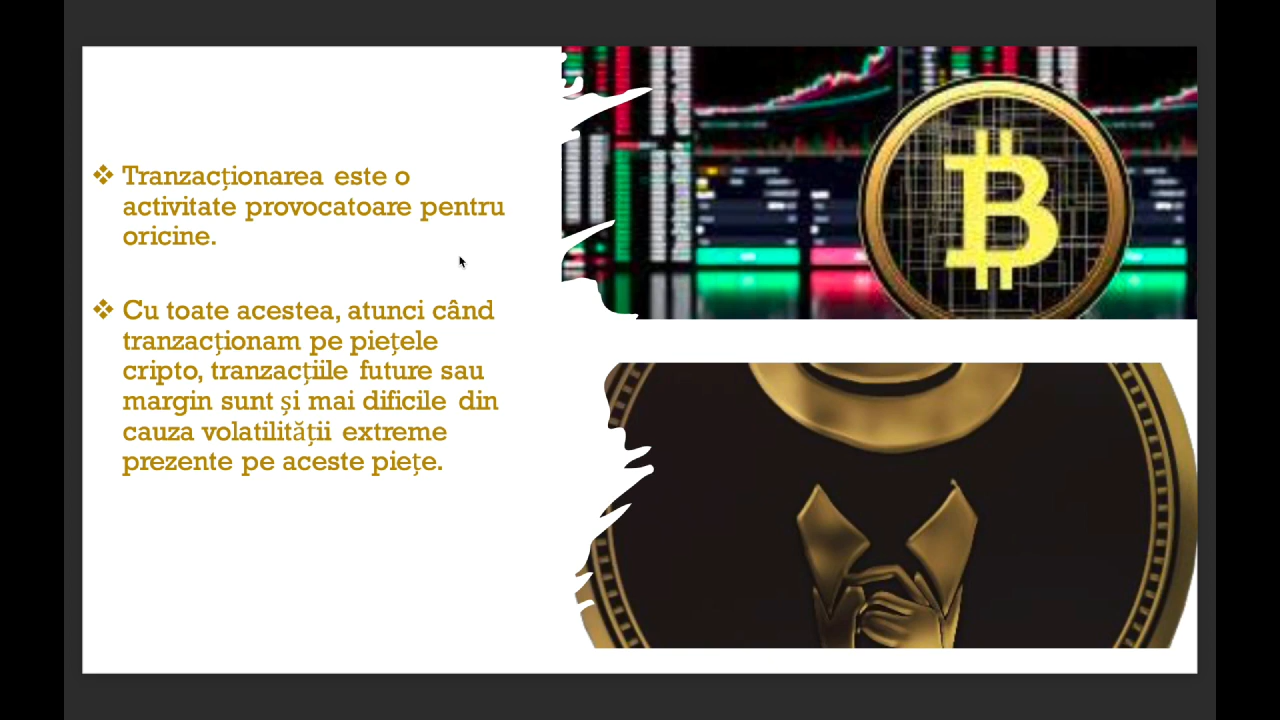 ❖ Tranzacționarea este o
activitate provocatoare pentru
oricine.
❖ Cu toate acestea, atunci când
tranzacționam pe piețele
cripto, tranzacțiile future sau
margin sunt și mai dificile din
cauza volatilității extreme
prezente pe aceste piețe.